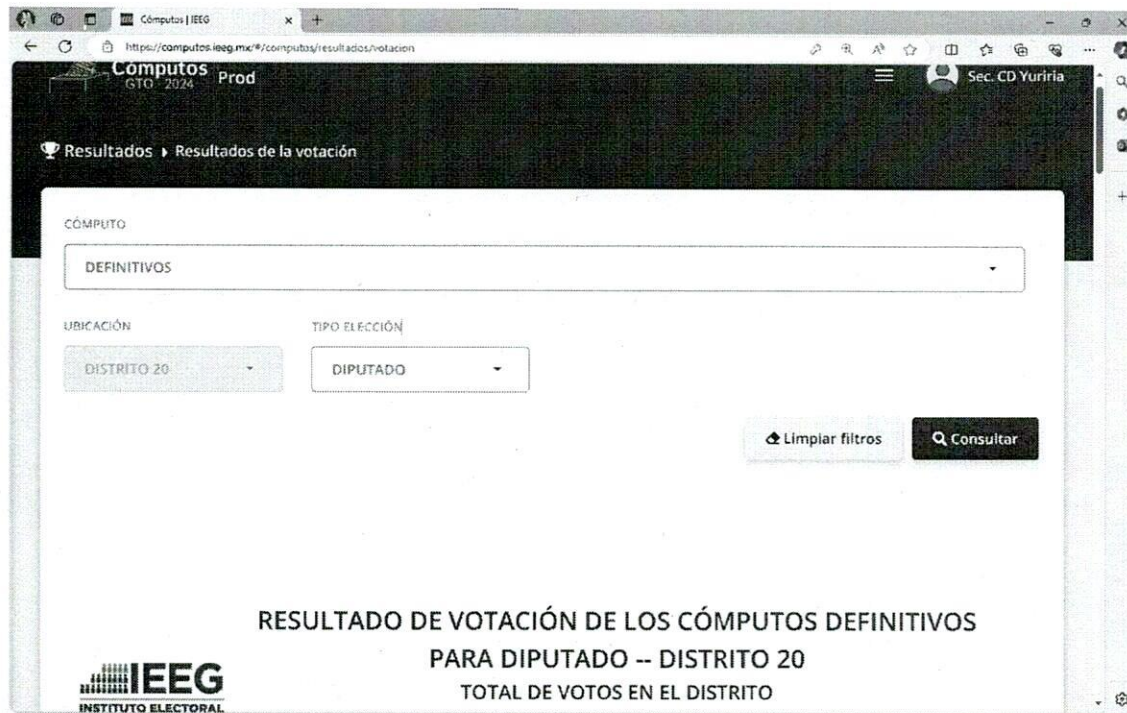 Cómputos | IEEG
https://computos.ieeg.mx/#/computos/resultados/votacion
Cómputos Prod
GTO 2024
Sec. CD Yuriria
Resultados Resultados de la votación
CÓMPUTO
DEFINITIVOS
UBICACIÓN TIPO ELECCIÓN
DISTRITO 20 DIPUTADO
Limpiar filtros Consultar
RESULTADO DE VOTACIÓN DE LOS CÓMPUTOS DEFINITIVOS
PARA DIPUTADO -- DISTRITO 20
TOTAL DE VOTOS EN EL DISTRITO
IEEG
INSTITUTO ELECTORAL